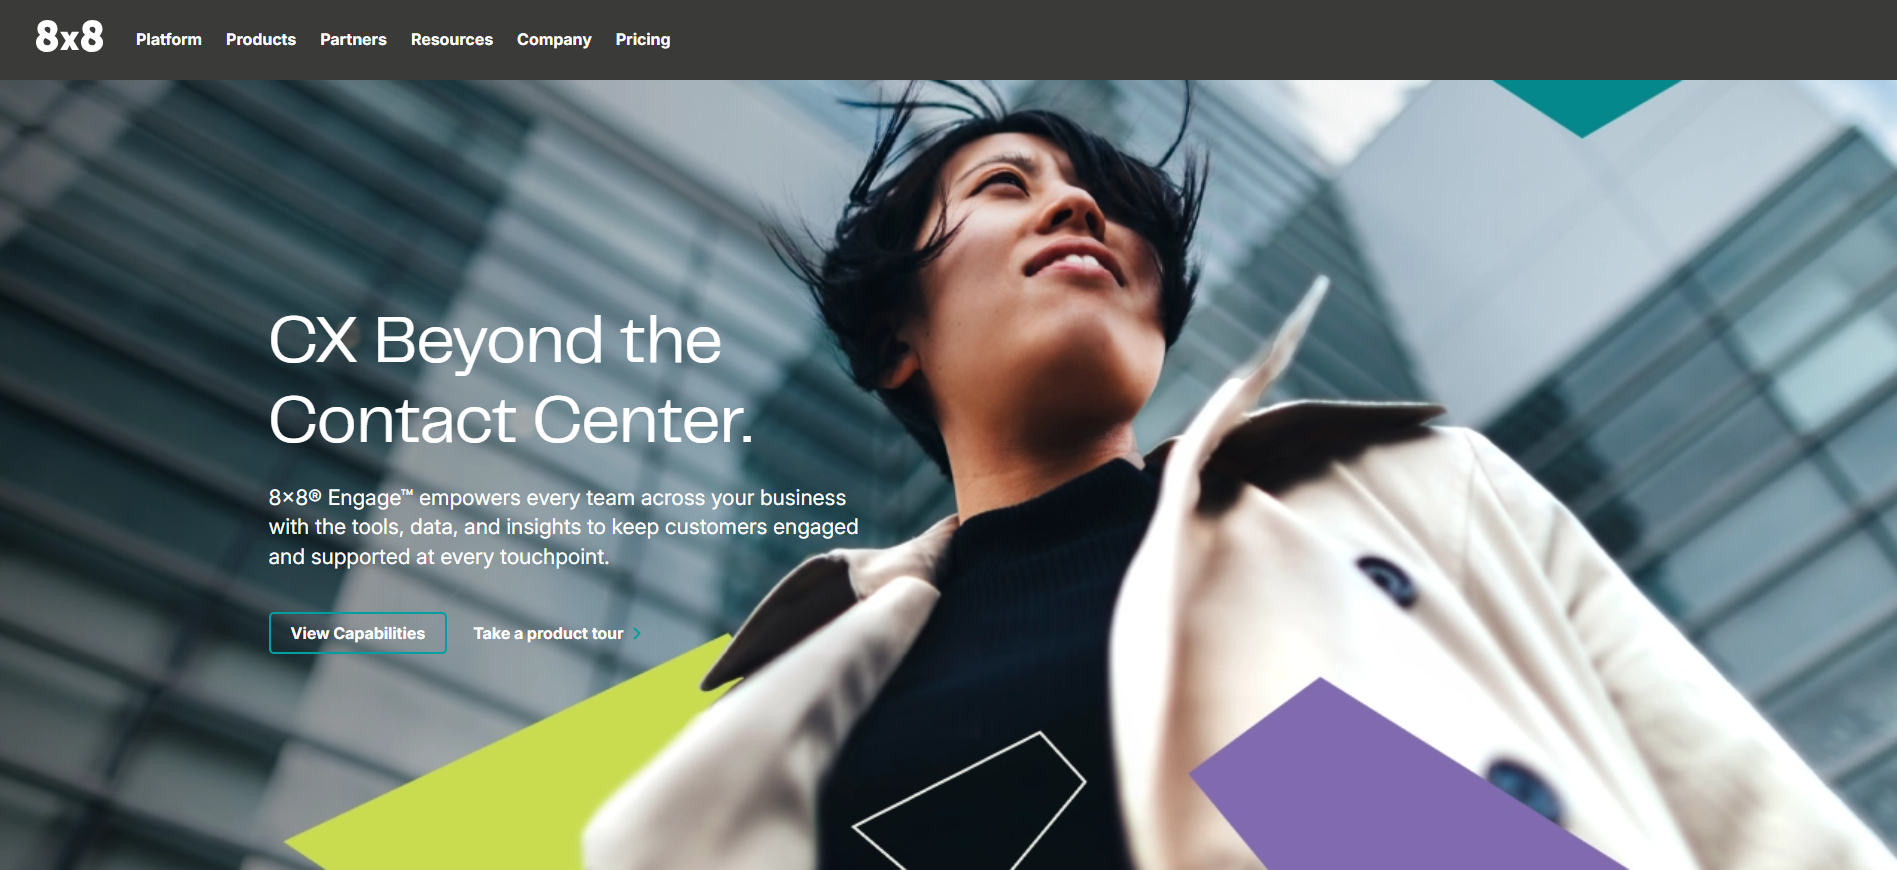 8x8 Platform Products Partners Resources Company Pricing
CX Beyond the
Contact Center.
8×8® Engage™ empowers every team across your business
with the tools, data, and insights to keep customers engaged
and supported at every touchpoint.
View Capabilities Take a product tour